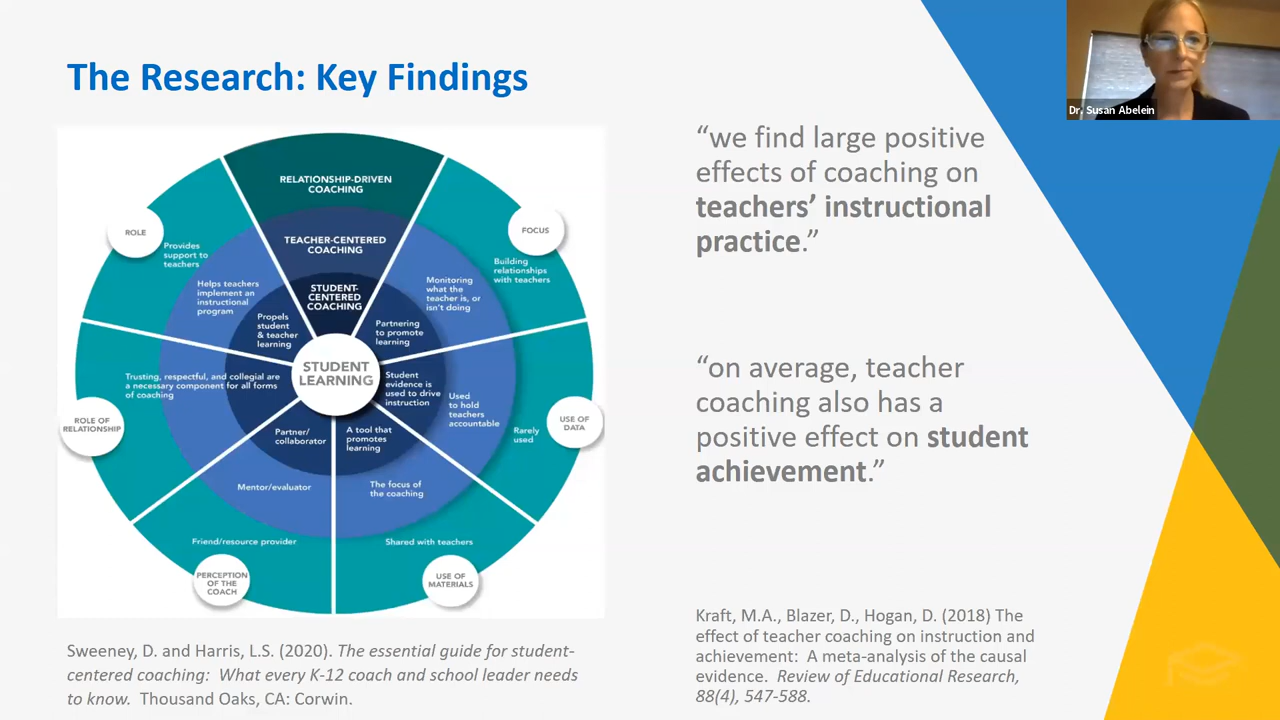 The Research: Key Findings
Dr. Susan Abelein
RELATIONSHIP-DRIVEN
COACHING
TEACHER-CENTERED
COACHING
STUDENT-
CENTERED
COACHING
STUDENT
LEARNING
ROLE
Provides
support to
teachers
Helps teachers
implement an
instructional
program
Propels
student
& teacher
learning
FOCUS
Building
relationships
with teachers
Monitoring
what the
teacher is, or
isn't doing
Partnering
to promote
learning
ROLE OF
RELATIONSHIP
Trusting, respectful, and collegial are
a necessary component for all forms
of coaching
USE OF
DATA
Student
evidence is
used to drive
instruction
Used
to hold
teachers
accountable
Rarely
used
PERCEPTION
OF THE
COACH
Partner/
collaborator
Mentor/evaluator
Friend/resource provider
USE OF
MATERIALS
A tool that
promotes
learning
The focus of
the coaching
Shared with teachers
Sweeney, D. and Harris, L.S. (2020). The essential guide for student-
centered coaching: What every K-12 coach and school leader needs
to know. Thousand Oaks, CA: Corwin.
“we find large positive
effects of coaching on
teachers’ instructional
practice.”
“on average, teacher
coaching also has a
positive effect on student
achievement.”
Kraft, M.A., Blazer, D., Hogan, D. (2018) The
effect of teacher coaching on instruction and
achievement: A meta-analysis of the causal
evidence. Review of Educational Research,
88(4), 547-588.